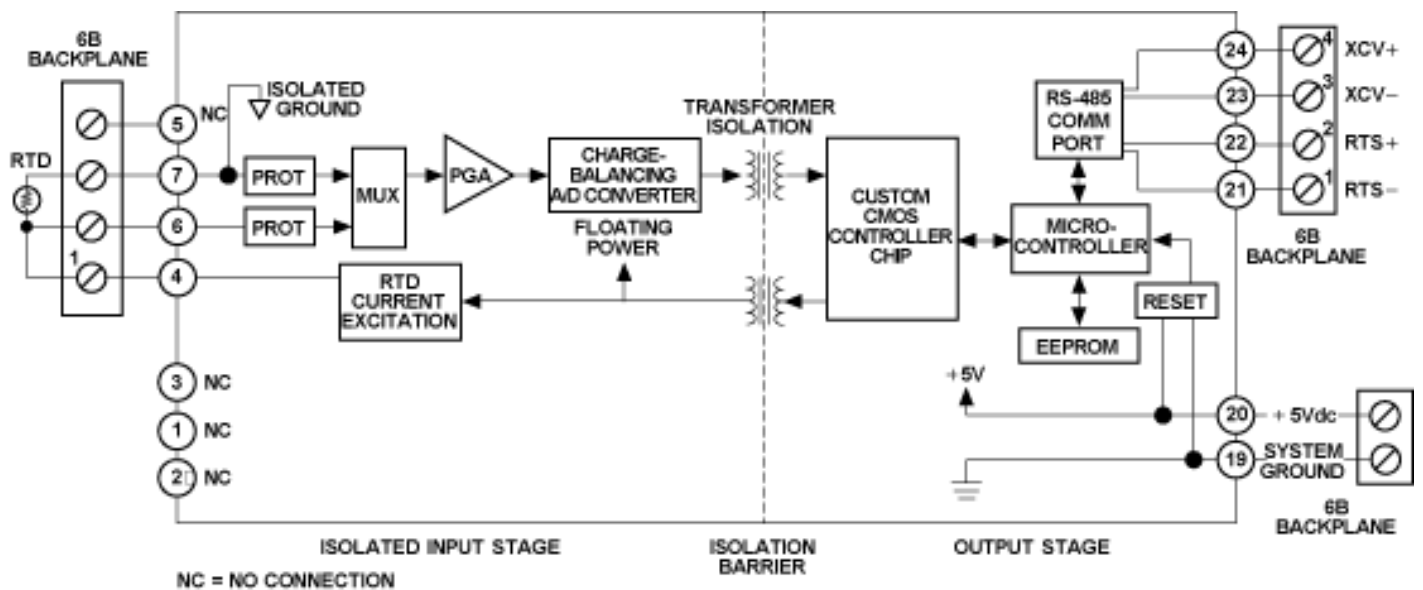 6B
BACKPLANE
RTD
1
5
NC
7
6
4
3 NC
1 NC
2 NC
ISOLATED
GROUND
PROT
PROT
MUX
PGA
CHARGE-
BALANCING
A/D CONVERTER
FLOATING
POWER
RTD
CURRENT
EXCITATION
TRANSFORMER
ISOLATION
CUSTOM
CMOS
CONTROLLER
CHIP
RS-485
COMM
PORT
MICRO-
CONTROLLER
RESET
EEPROM
+5V
24 4 XCV+
23 3 XCV−
22 2 RTS+
21 1 RTS−
6B
BACKPLANE
20 +5Vdc
19 SYSTEM
GROUND
6B
BACKPLANE
ISOLATED INPUT STAGE
ISOLATION
BARRIER
OUTPUT STAGE
NC = NO CONNECTION